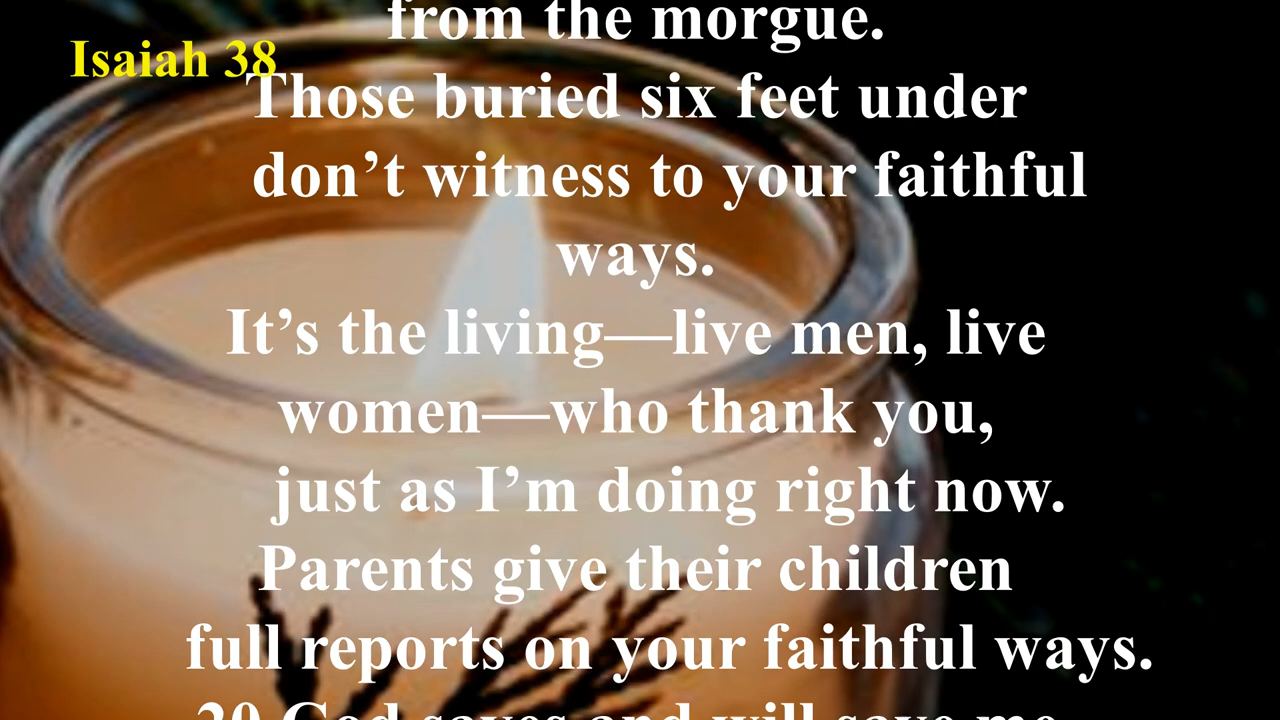 from the morgue.
Isaiah 38
Those buried six feet under
don’t witness to your faithful
ways.
It’s the living—live men, live
women—who thank you,
just as I’m doing right now.
Parents give their children
full reports on your faithful ways.
20 God saves and will save me